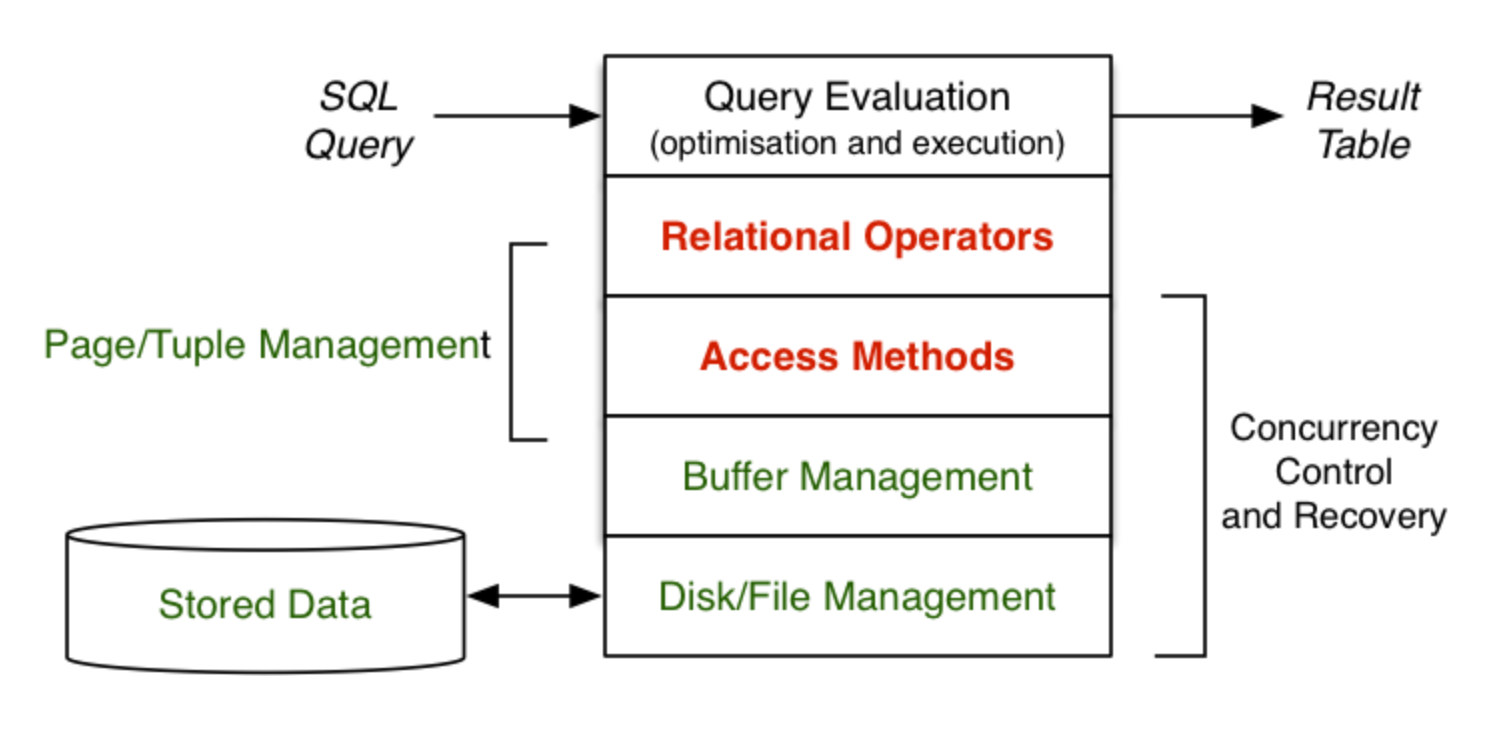 SQL
Query
Query Evaluation
(optimisation and execution)
Result
Table
Relational Operators
Page/Tuple Management
Access Methods
Buffer Management
Concurrency
Control
and Recovery
Stored Data
Disk/File Management